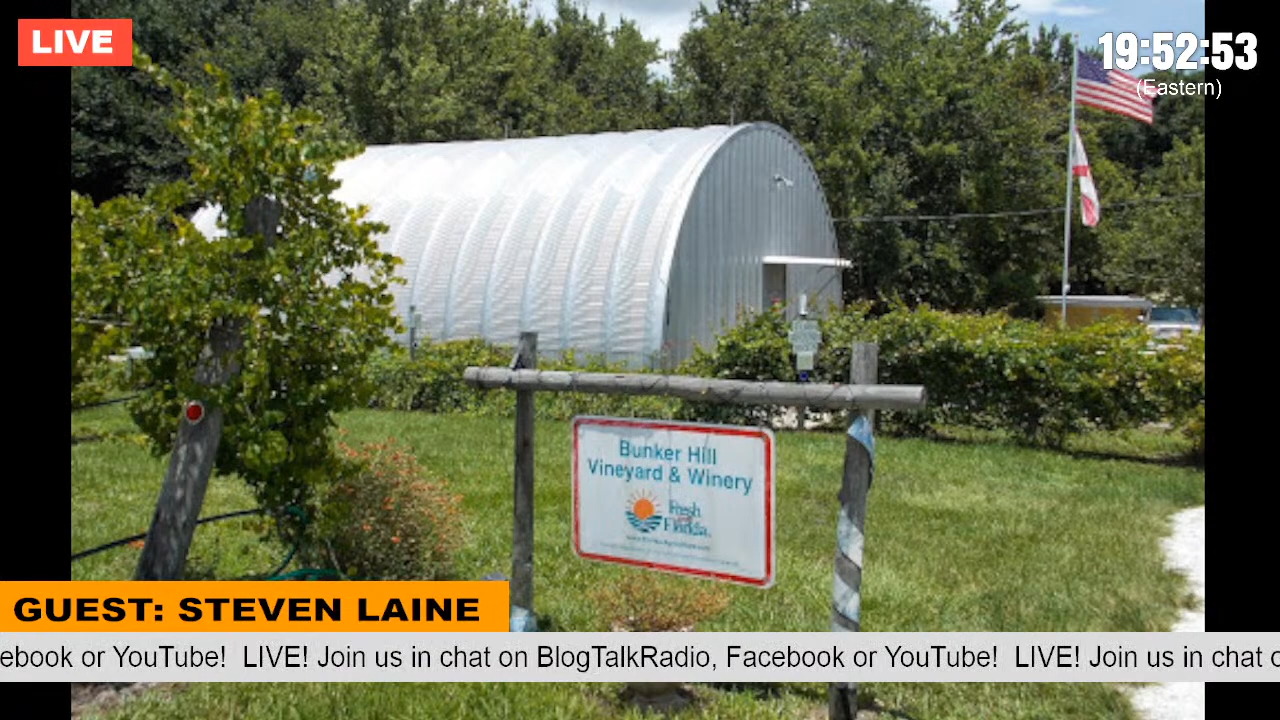 LIVE
19:52:53
(Eastern)
Bunker Hill
Vineyard & Winery
Fresh
from
Florida
GUEST: STEVEN LAINE
ebook or YouTube!  LIVE! Join us in chat on BlogTalkRadio, Facebook or YouTube!  LIVE! Join us in chat o